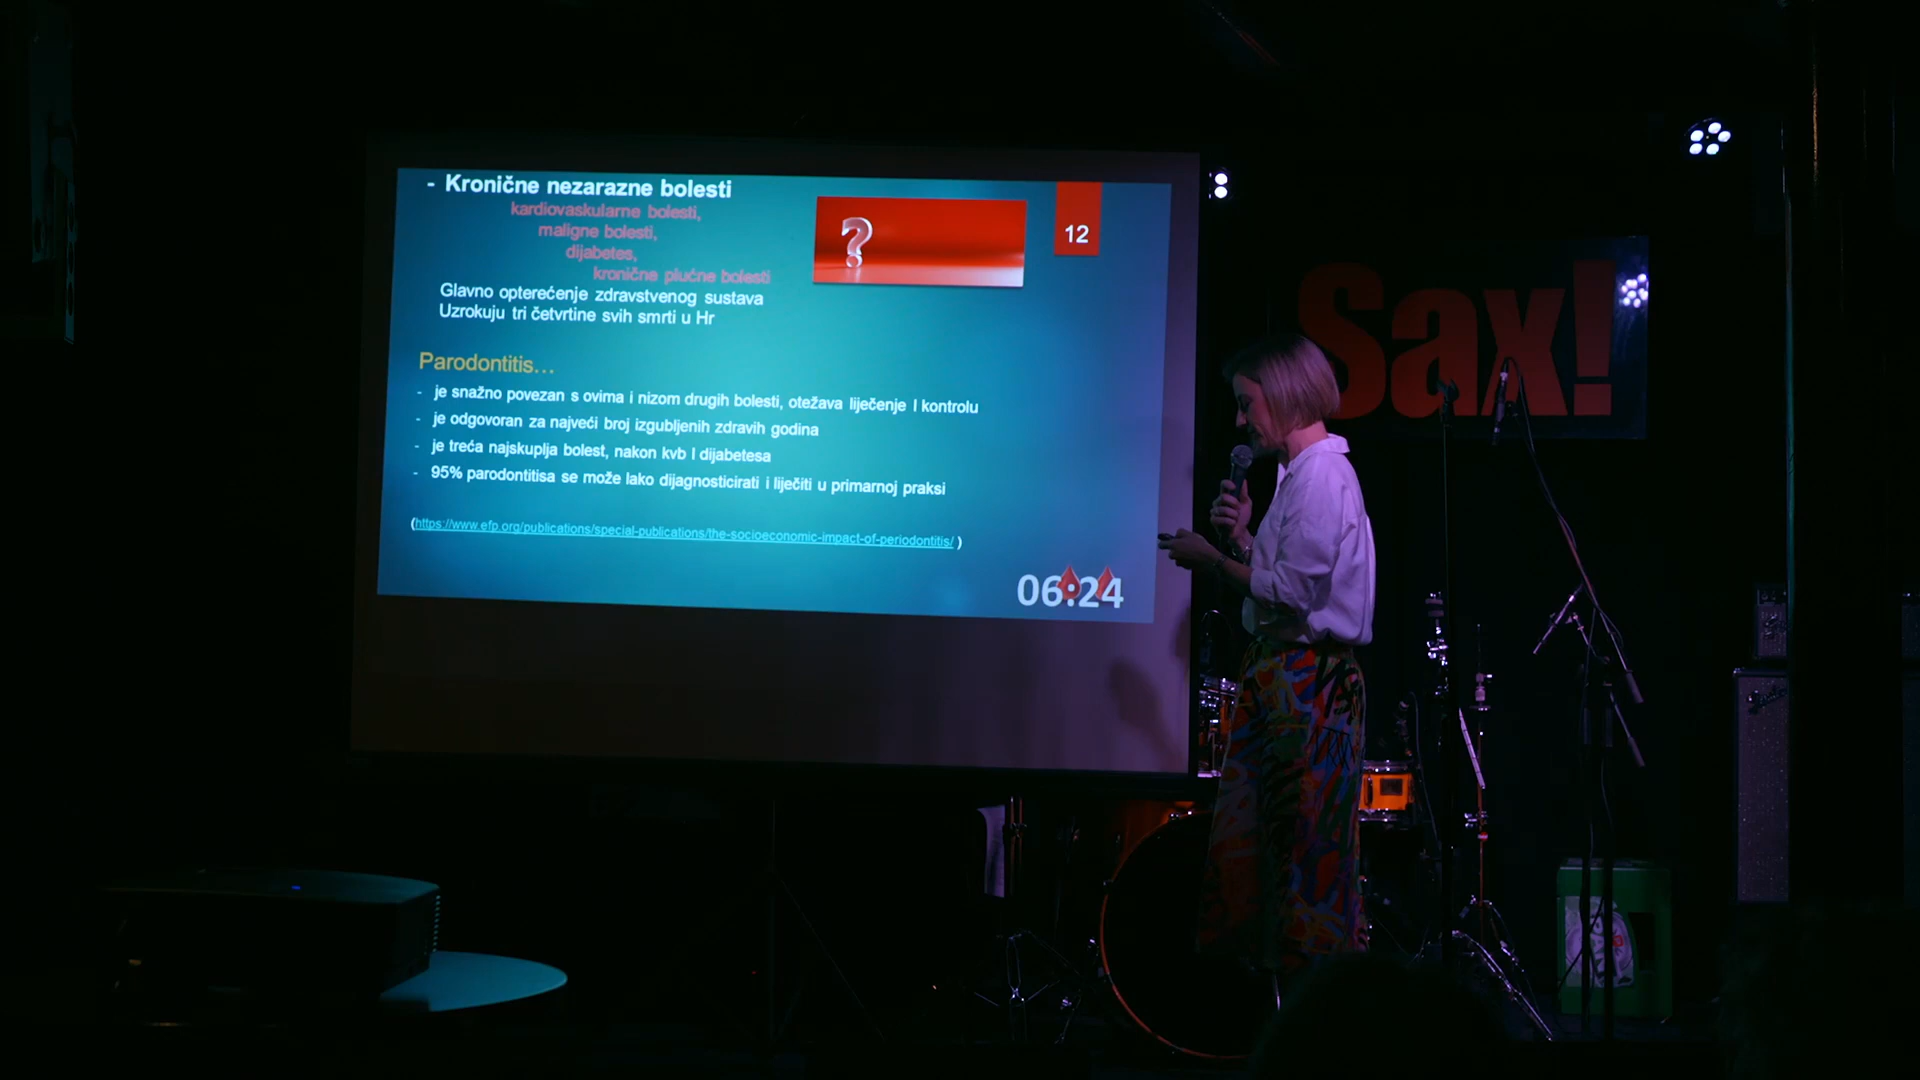 - Kronične nezarazne bolesti
kardiovaskularne bolesti,
maligne bolesti,
dijabetes,
kronične plućne bolesti
Glavno opterećenje zdravstvenog sustava
Uzrokuju tri četvrtine svih smrti u Hr
?
12
Parodontitis...
- je snažno povezan s ovima i nizom drugih bolesti, otežava liječenje I kontrolu
- je odgovoran za najveći broj izgubljenih zdravih godina
- je treća najskuplja bolest, nakon kvb I dijabetesa
- 95% parodontitisa se može lako dijagnosticirati i liječiti u primarnoj praksi
(https://www.efp.org/publications/special-publications/the-socioeconomic-impact-of-periodontitis/ )
06:24
Sax!
Fender